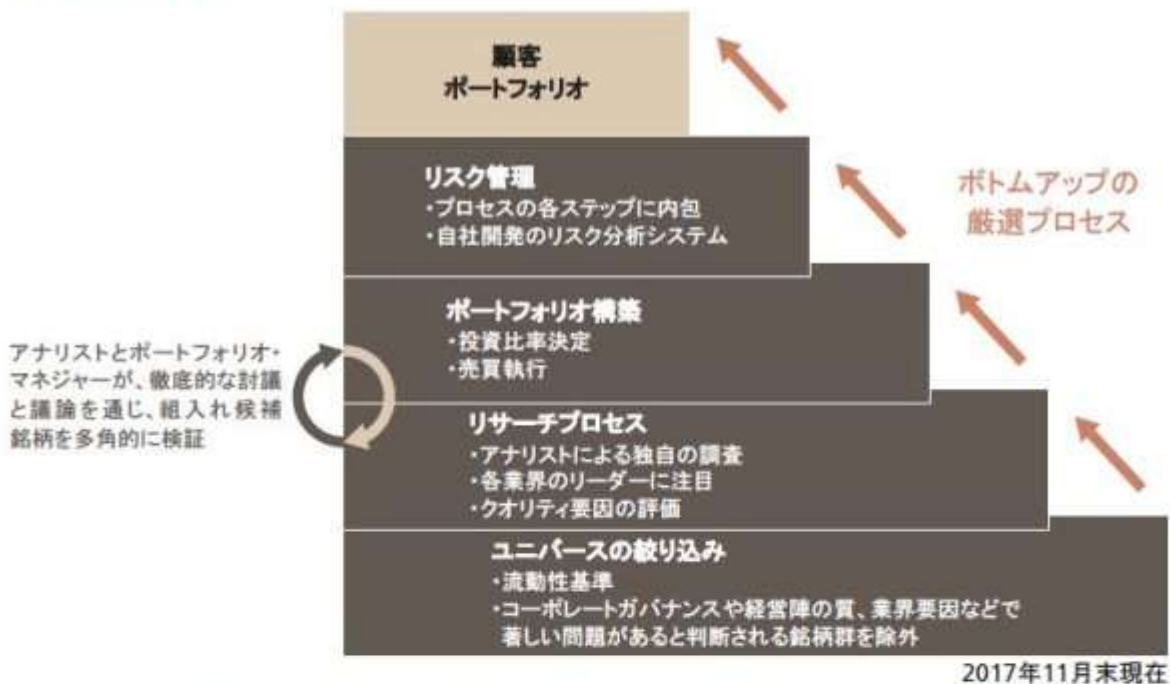 顧客
ポートフォリオ
リスク管理
・プロセスの各ステップに内包
・自社開発のリスク分析システム
ボトムアップの
厳選プロセス
ポートフォリオ構築
・投資比率決定
・売買執行
アナリストとポートフォリオ・
マネジャーが、徹底的な討議
と議論を通じ、組入れ候補
銘柄を多角的に検証
リサーチプロセス
・アナリストによる独自の調査
・各業界のリーダーに注目
・クオリティ要因の評価
ユニバースの絞り込み
・流動性基準
・コーポレートガバナンスや経営陣の質、業界要因などで
著しい問題があると判断される銘柄群を除外
2017年11月末現在